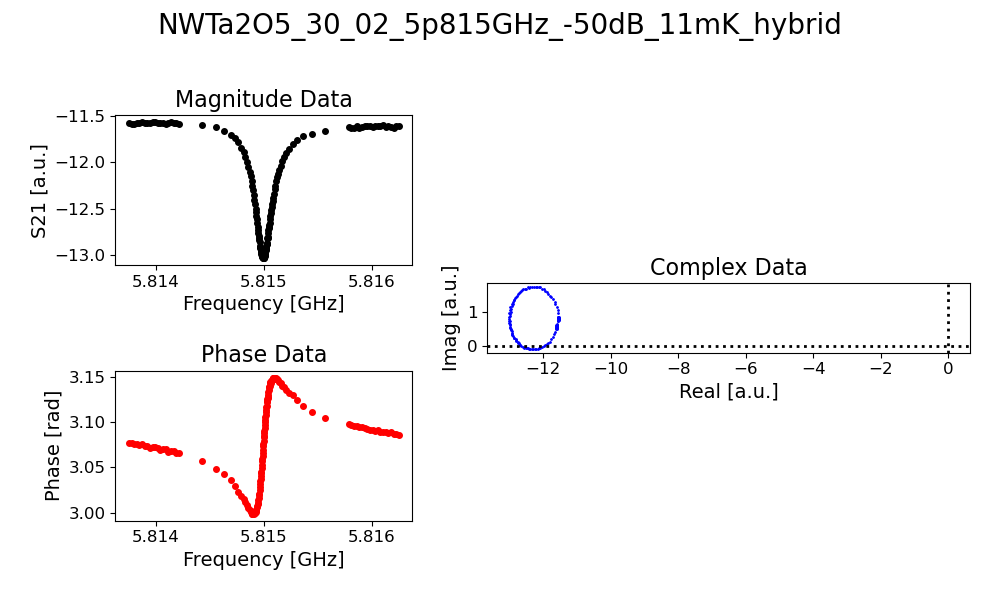 NWTa2O5_30_02_5p815GHz_-50dB_11mK_hybrid
Magnitude Data
S21 [a.u.]
−11.5
−12.0
−12.5
−13.0
5.814 5.815 5.816
Frequency [GHz]
Phase Data
Phase [rad]
3.15
3.10
3.05
3.00
5.814 5.815 5.816
Frequency [GHz]
Complex Data
Imag [a.u.]
1
0
−12 −10 −8 −6 −4 −2 0
Real [a.u.]